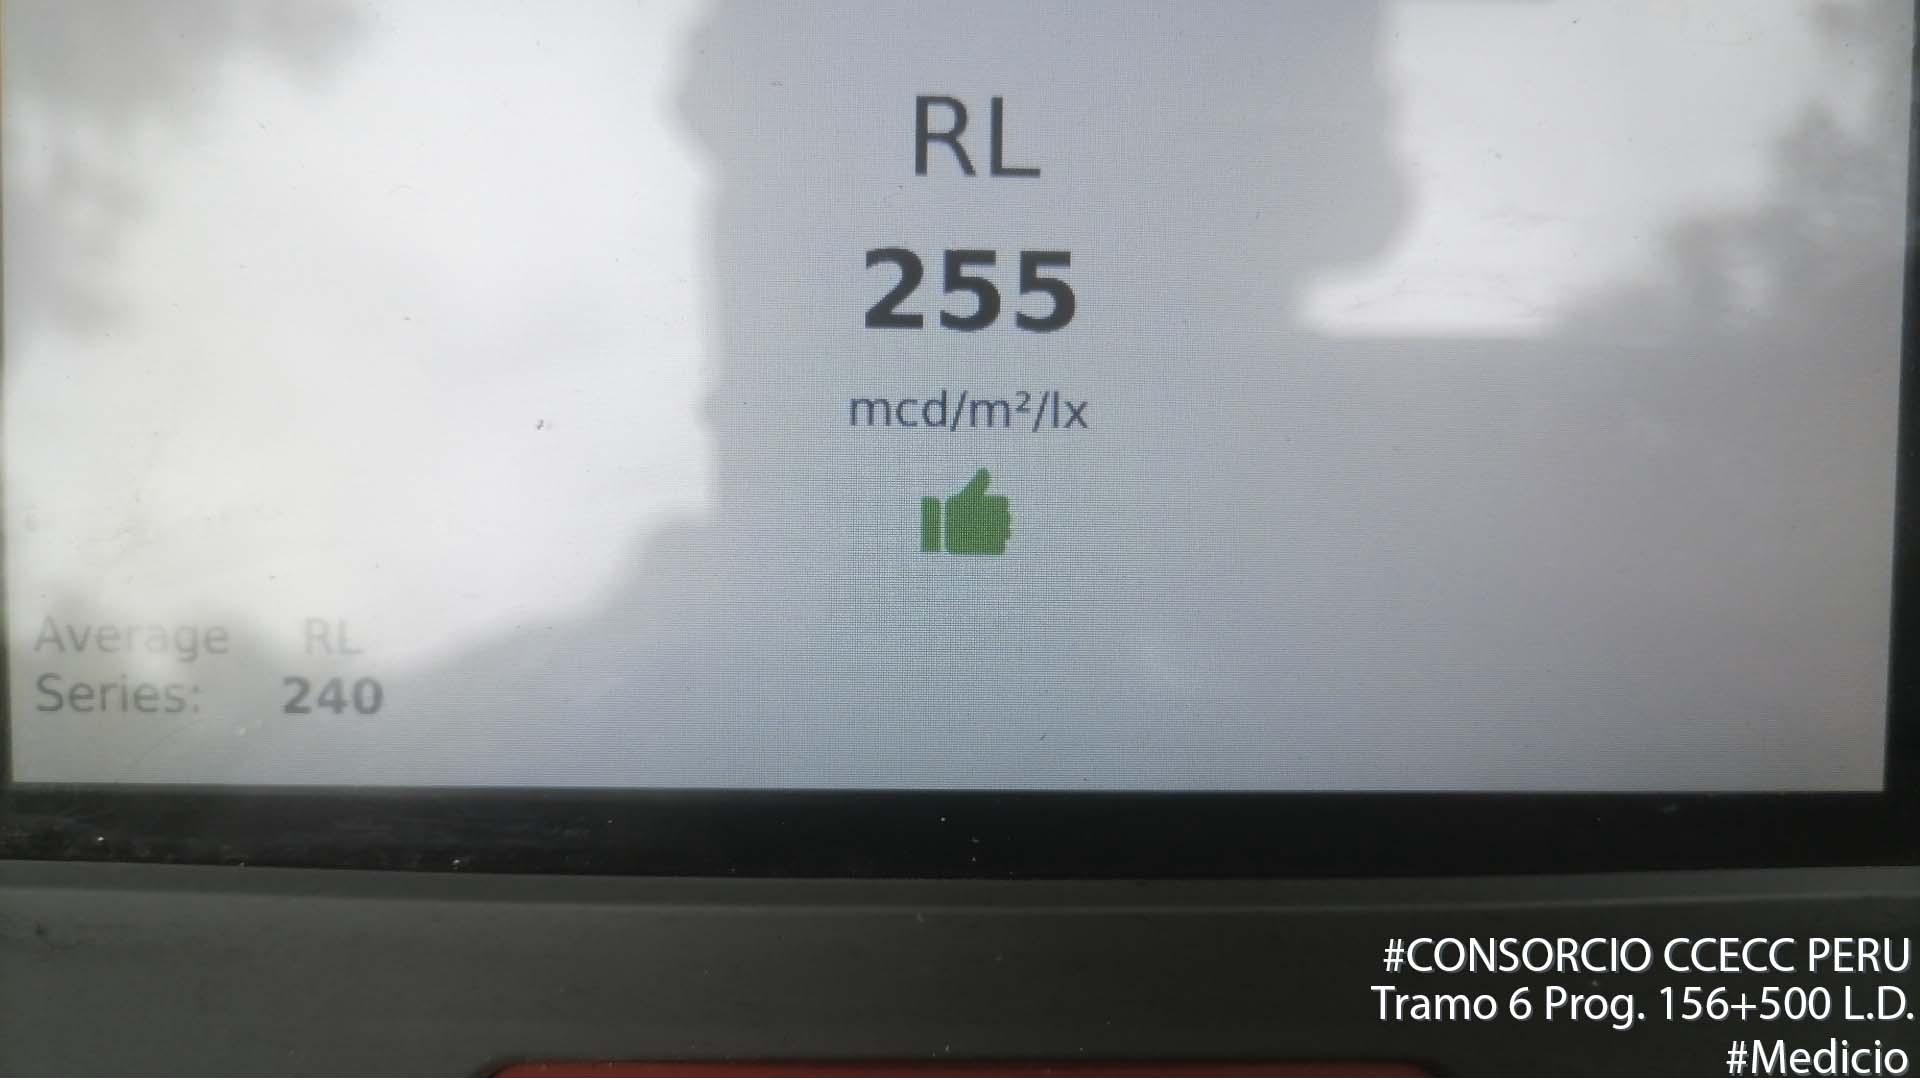 RL
255
mcd/m²/lx
Average RL
Series: 240
#CONSORCIO CCECC PERU
Tramo 6 Prog. 156+500 L.D.
#Medicio